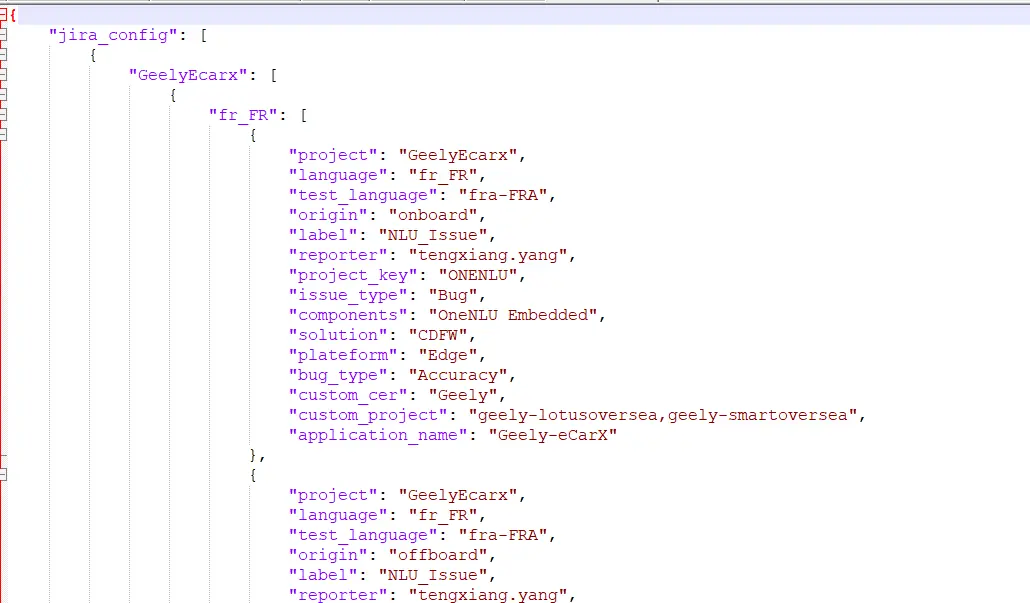 {
"jira_config": [
{
"GeelyEcarx": [
{
"fr_FR": [
{
"project": "GeelyEcarx",
"language": "fr_FR",
"test_language": "fra-FRA",
"origin": "onboard",
"label": "NLU_Issue",
"reporter": "tengxiang.yang",
"project_key": "ONENLU",
"issue_type": "Bug",
"components": "OneNLU Embedded",
"solution": "CDFW",
"plateform": "Edge",
"bug_type": "Accuracy",
"custom_cer": "Geely",
"custom_project": "geely-lotusoversea,geely-smartoversea",
"application_name": "Geely-eCarX"
},
{
"project": "GeelyEcarx",
"language": "fr_FR",
"test_language": "fra-FRA",
"origin": "offboard",
"label": "NLU_Issue",
"reporter": "tengxiang.yang",